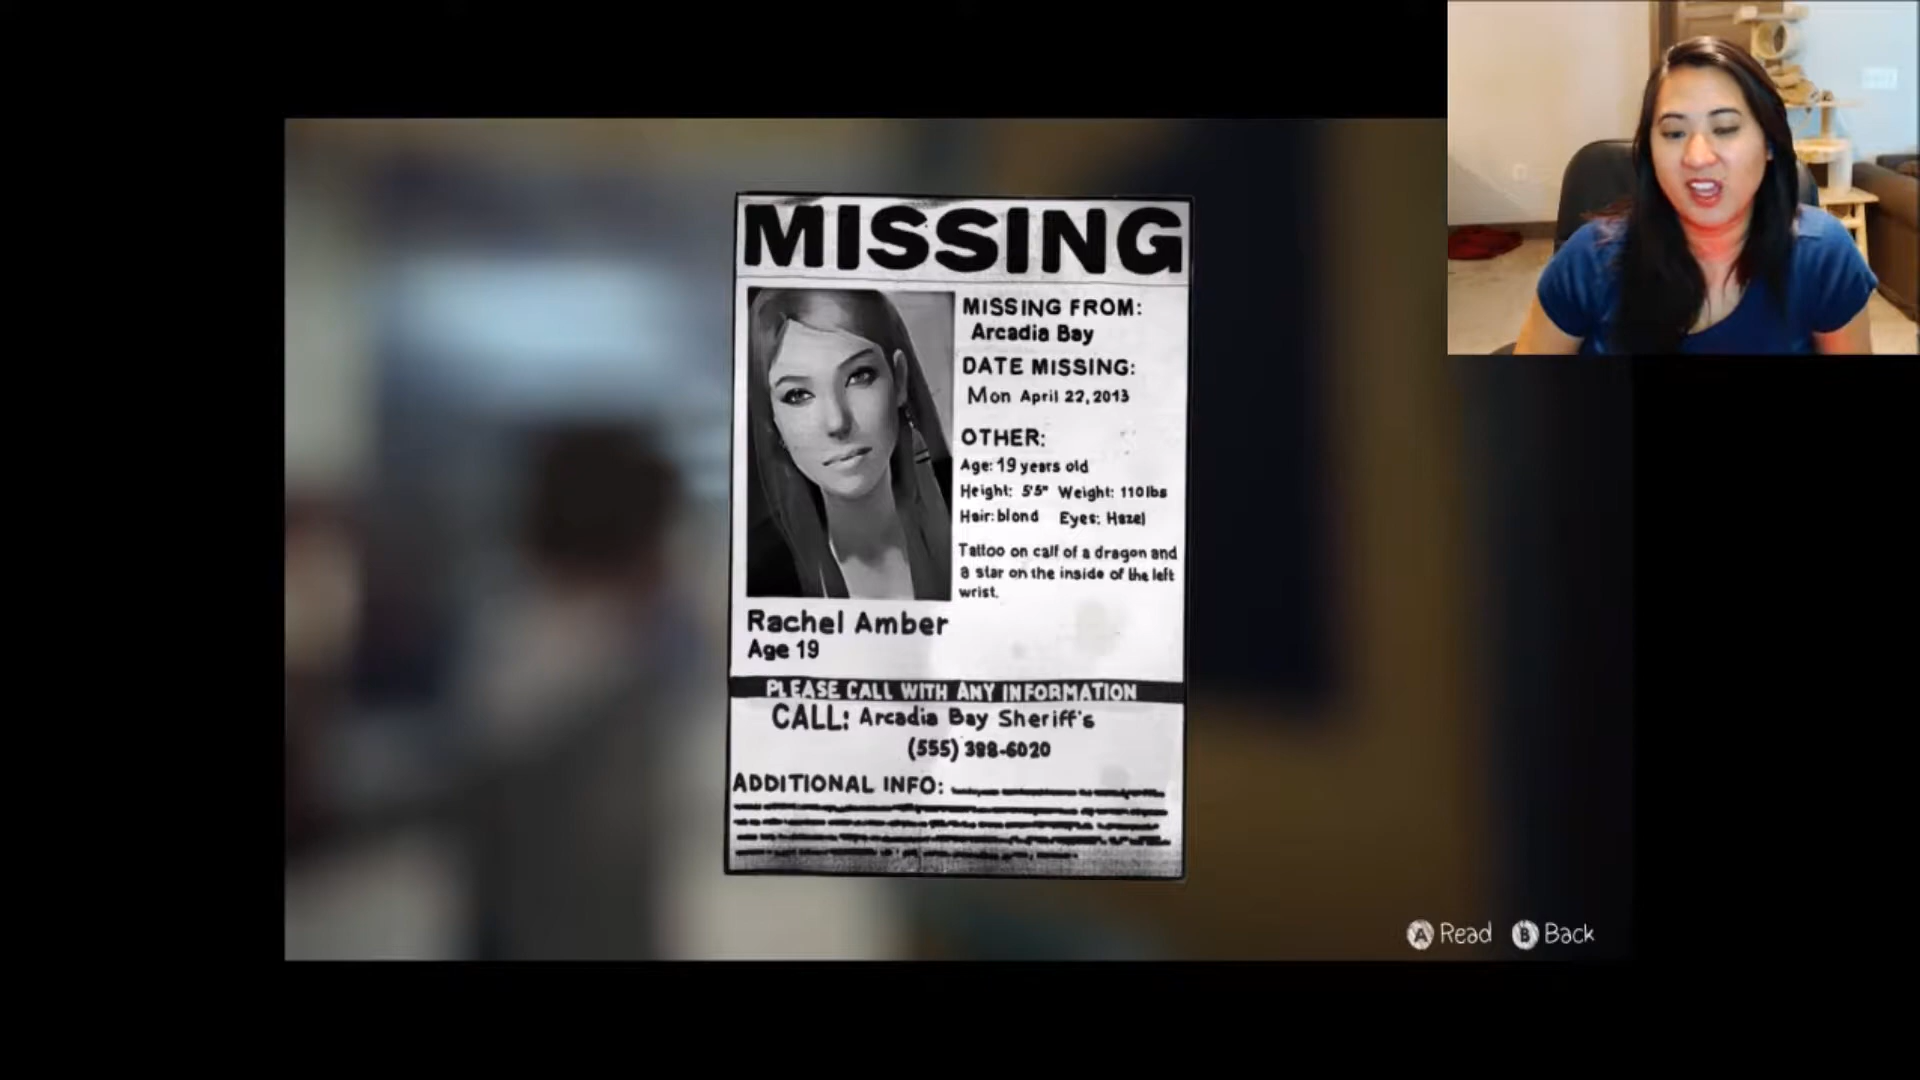 MISSING
MISSING FROM:
Arcadia Bay
DATE MISSING:
Mon April 22, 2013
OTHER:
Age: 19 years old
Height: 5'5" Weight: 110 lbs
Hair: blond Eyes: Hazel
Tattoo on calf of a dragon and
a star on the inside of the left
wrist.
Rachel Amber
Age 19
PLEASE CALL WITH ANY INFORMATION
CALL: Arcadia Bay Sheriff's
(555) 398-6020
ADDITIONAL INFO:
A Read B Back